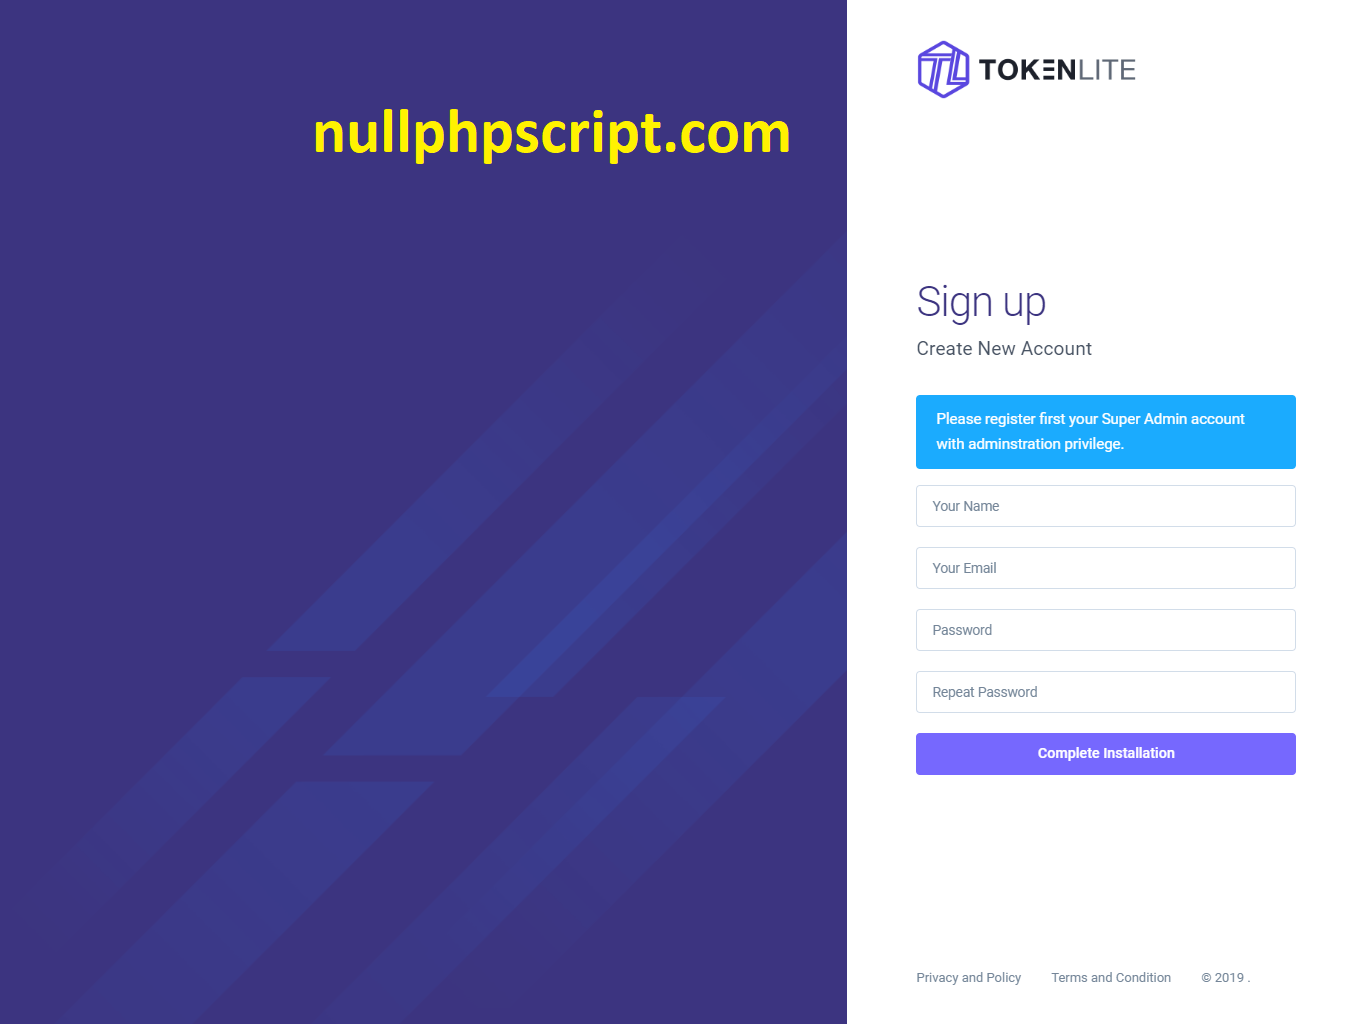 nullphpscript.com
TOKENLITE
Sign up
Create New Account
Please register first your Super Admin account
with adminstration privilege.
Your Name
Your Email
Password
Repeat Password
Complete Installation
Privacy and Policy Terms and Condition © 2019 .